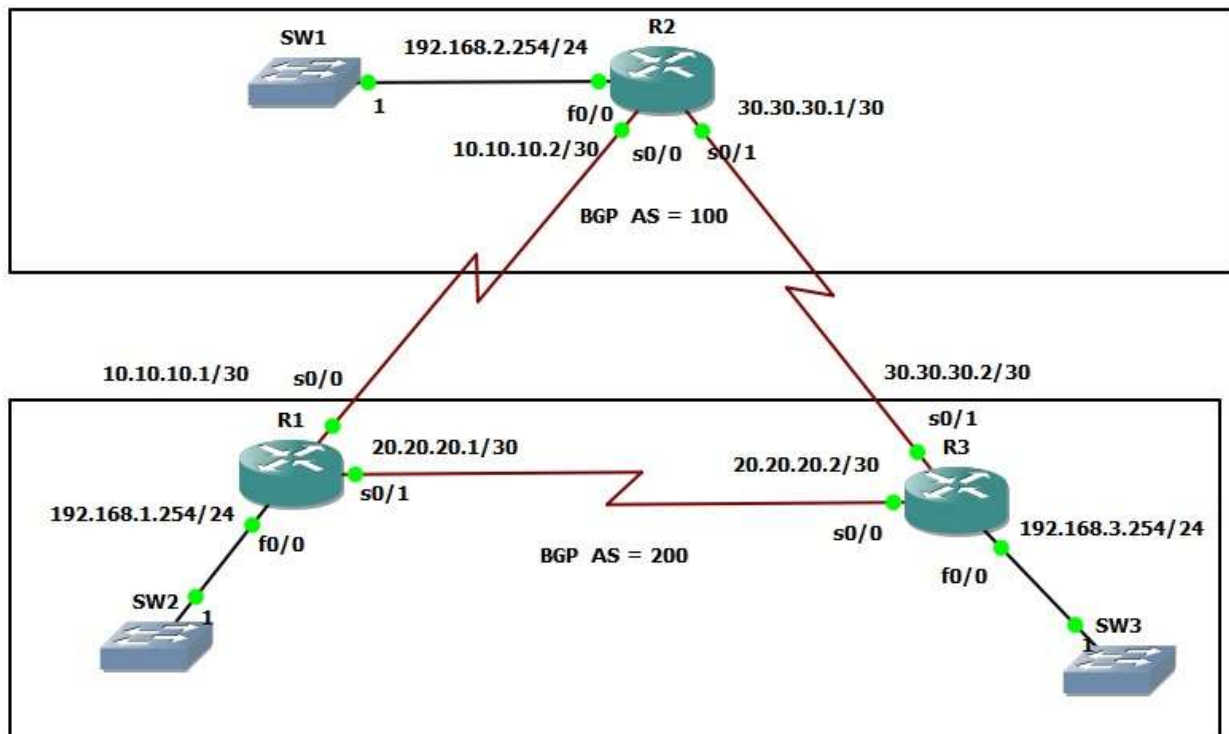 SW1
192.168.2.254/24
R2
1
f0/0
30.30.30.1/30
10.10.10.2/30
s0/0
s0/1
BGP AS = 100
10.10.10.1/30
s0/0
30.30.30.2/30
s0/1
R1
R3
20.20.20.1/30
20.20.20.2/30
s0/1
s0/0
192.168.1.254/24
f0/0
192.168.3.254/24
BGP AS = 200
f0/0
SW2
1
SW3
1